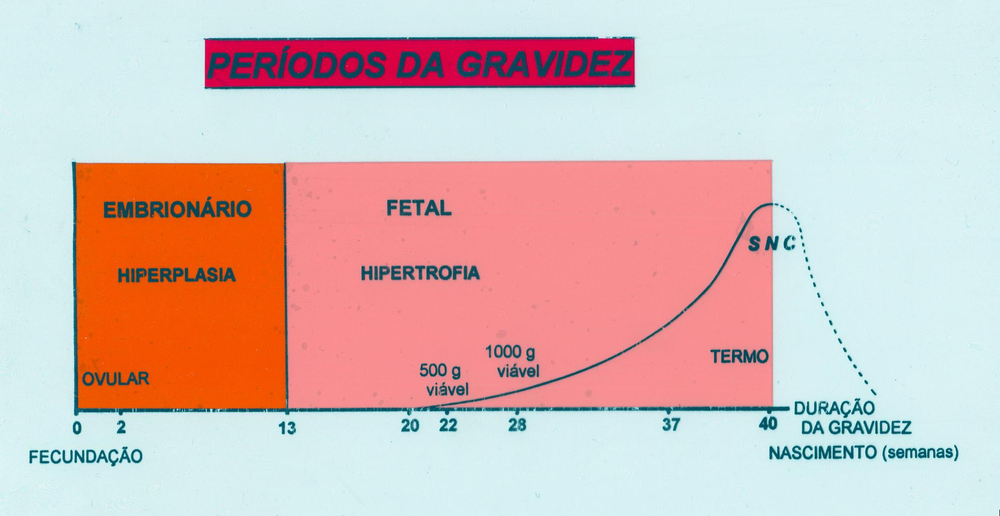 PERÍODOS DA GRAVIDEZ
EMBRIONÁRIO
FETAL
S N C
HIPERPLASIA
HIPERTROFIA
1000 g
viável
TERMO
500 g
viável
OVULAR
DURAÇÃO
DA GRAVIDEZ
0 2 13 20 22 28 37 40
FECUNDAÇÃO
NASCIMENTO (semanas)